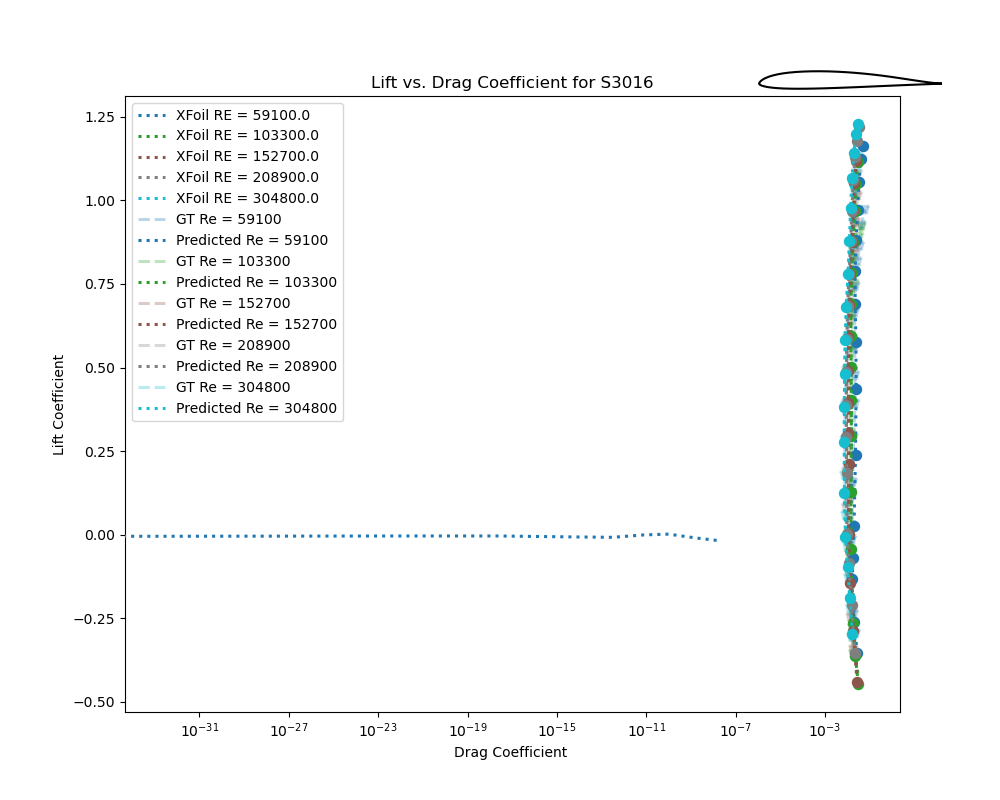 Lift vs. Drag Coefficient for S3016
1.25
1.00
0.75
0.50
0.25
0.00
−0.25
−0.50
Lift Coefficient
XFoil RE = 59100.0
XFoil RE = 103300.0
XFoil RE = 152700.0
XFoil RE = 208900.0
XFoil RE = 304800.0
GT Re = 59100
Predicted Re = 59100
GT Re = 103300
Predicted Re = 103300
GT Re = 152700
Predicted Re = 152700
GT Re = 208900
Predicted Re = 208900
GT Re = 304800
Predicted Re = 304800
10⁻³¹ 10⁻²⁷ 10⁻²³ 10⁻¹⁹ 10⁻¹⁵ 10⁻¹¹ 10⁻⁷ 10⁻³
Drag Coefficient